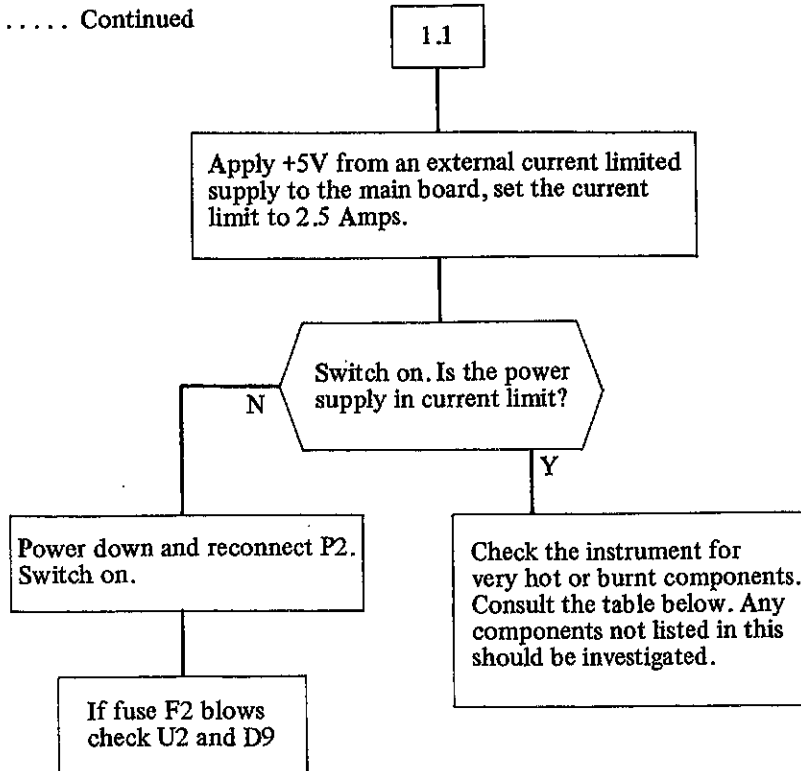 ..... Continued
1.1
Apply +5V from an external current limited
supply to the main board, set the current
limit to 2.5 Amps.
Switch on. Is the power
supply in current limit?
N
Y
Power down and reconnect P2.
Switch on.
Check the instrument for
very hot or burnt components.
Consult the table below. Any
components not listed in this
should be investigated.
If fuse F2 blows
check U2 and D9